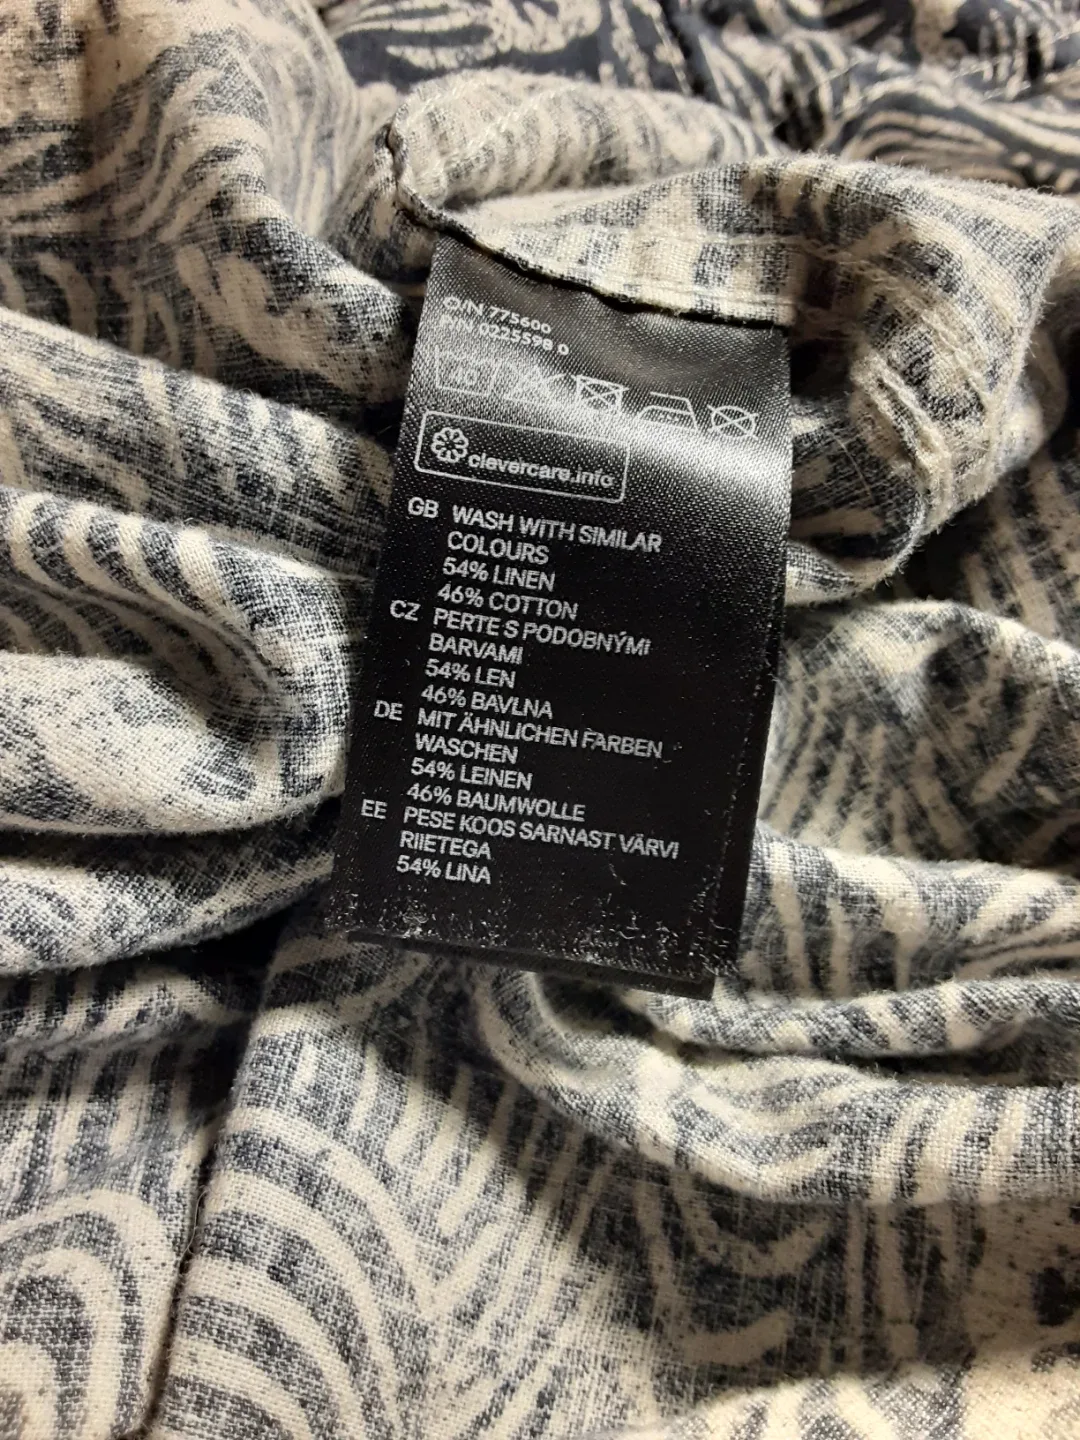 O/N 775600
P/N 0225598 D
clevercare.info
GB WASH WITH SIMILAR
COLOURS
54% LINEN
46% COTTON
CZ PERTE S PODOBNÝMI
BARVAMI
54% LEN
46% BAVLNA
DE MIT ÄHNLICHEN FARBEN
WASCHEN
54% LEINEN
46% BAUMWOLLE
EE PESE KOOS SARNAST VÄRVI
RIIETEGA
54% LINA